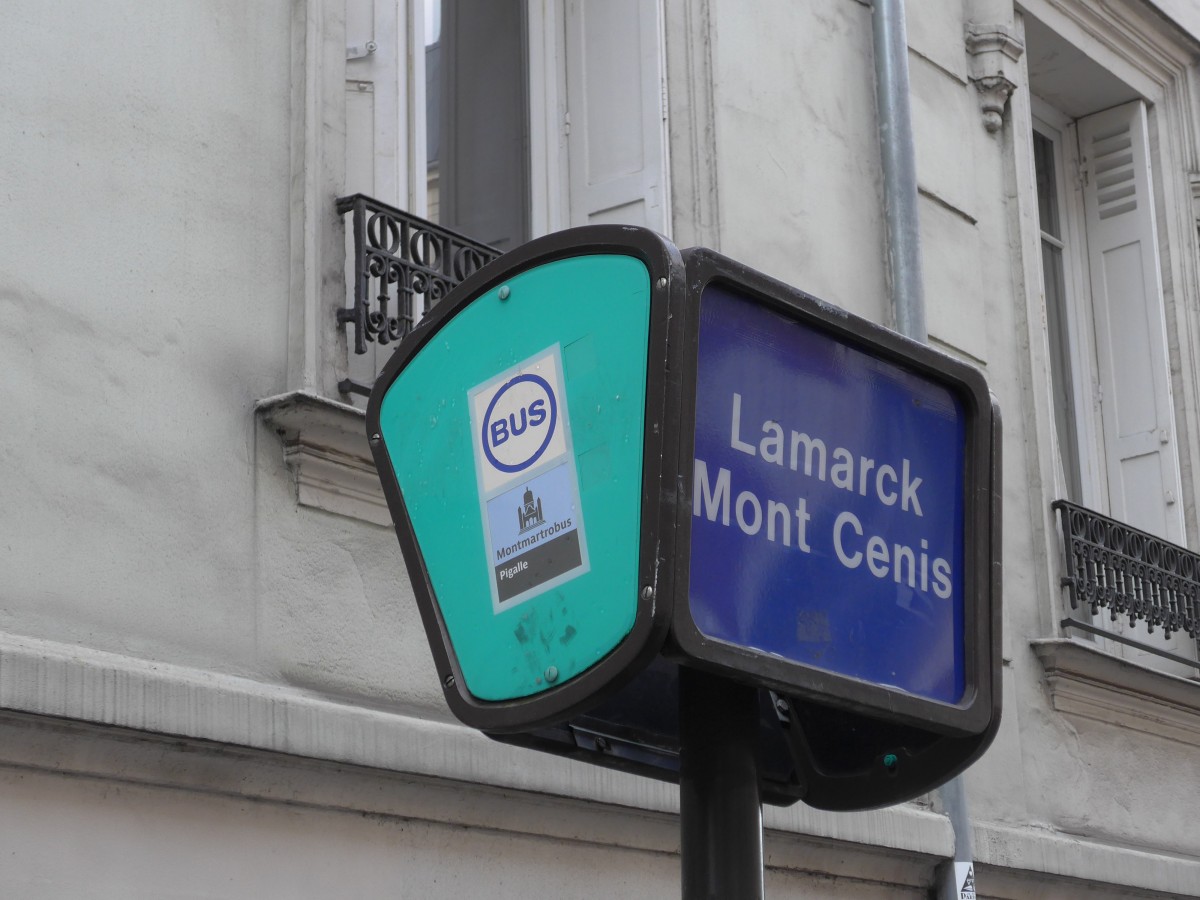 BUS
Montmartrobus
Pigalle
Lamarck
Mont Cenis